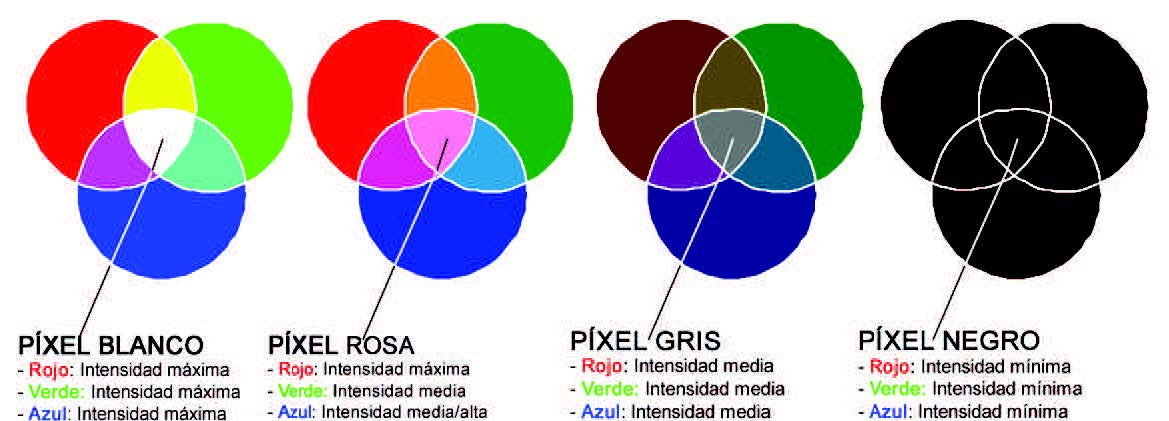 PÍXEL BLANCO
- Rojo: Intensidad máxima
- Verde: Intensidad máxima
- Azul: Intensidad máxima
PÍXEL ROSA
- Rojo: Intensidad máxima
- Verde: Intensidad media
- Azul: Intensidad media/alta
PÍXEL GRIS
- Rojo: Intensidad media
- Verde: Intensidad media
- Azul: Intensidad media
PÍXEL NEGRO
- Rojo: Intensidad mínima
- Verde: Intensidad mínima
- Azul: Intensidad mínima